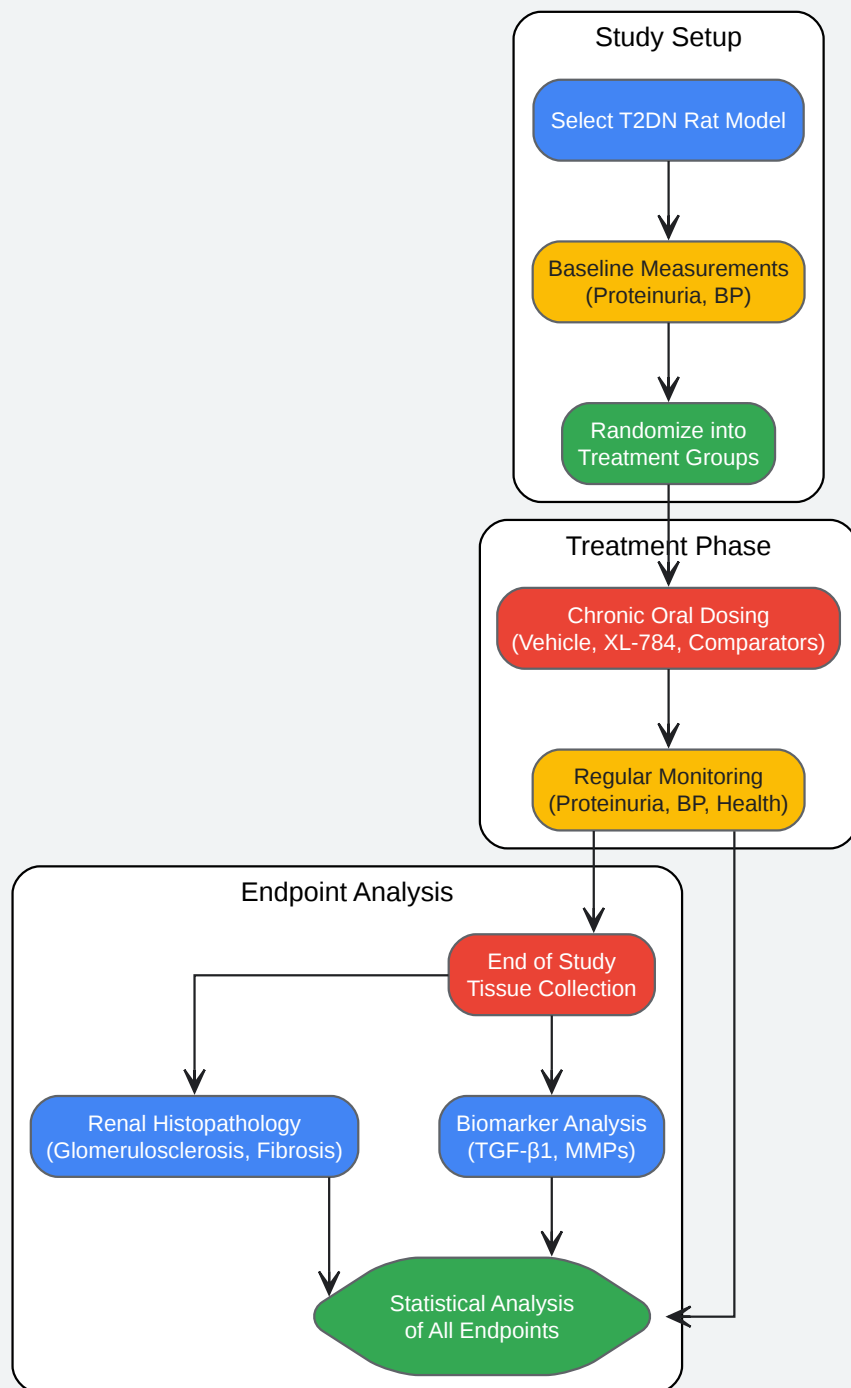 Study Setup
Select T2DN Rat Model
Baseline Measurements
(Proteinuria, BP)
Randomize into
Treatment Groups
Treatment Phase
Chronic Oral Dosing
(Vehicle, XL-784, Comparators)
Regular Monitoring
(Proteinuria, BP, Health)
Endpoint Analysis
End of Study
Tissue Collection
Renal Histopathology
(Glomerulosclerosis, Fibrosis)
Biomarker Analysis
(TGF-β1, MMPs)
Statistical Analysis
of All Endpoints